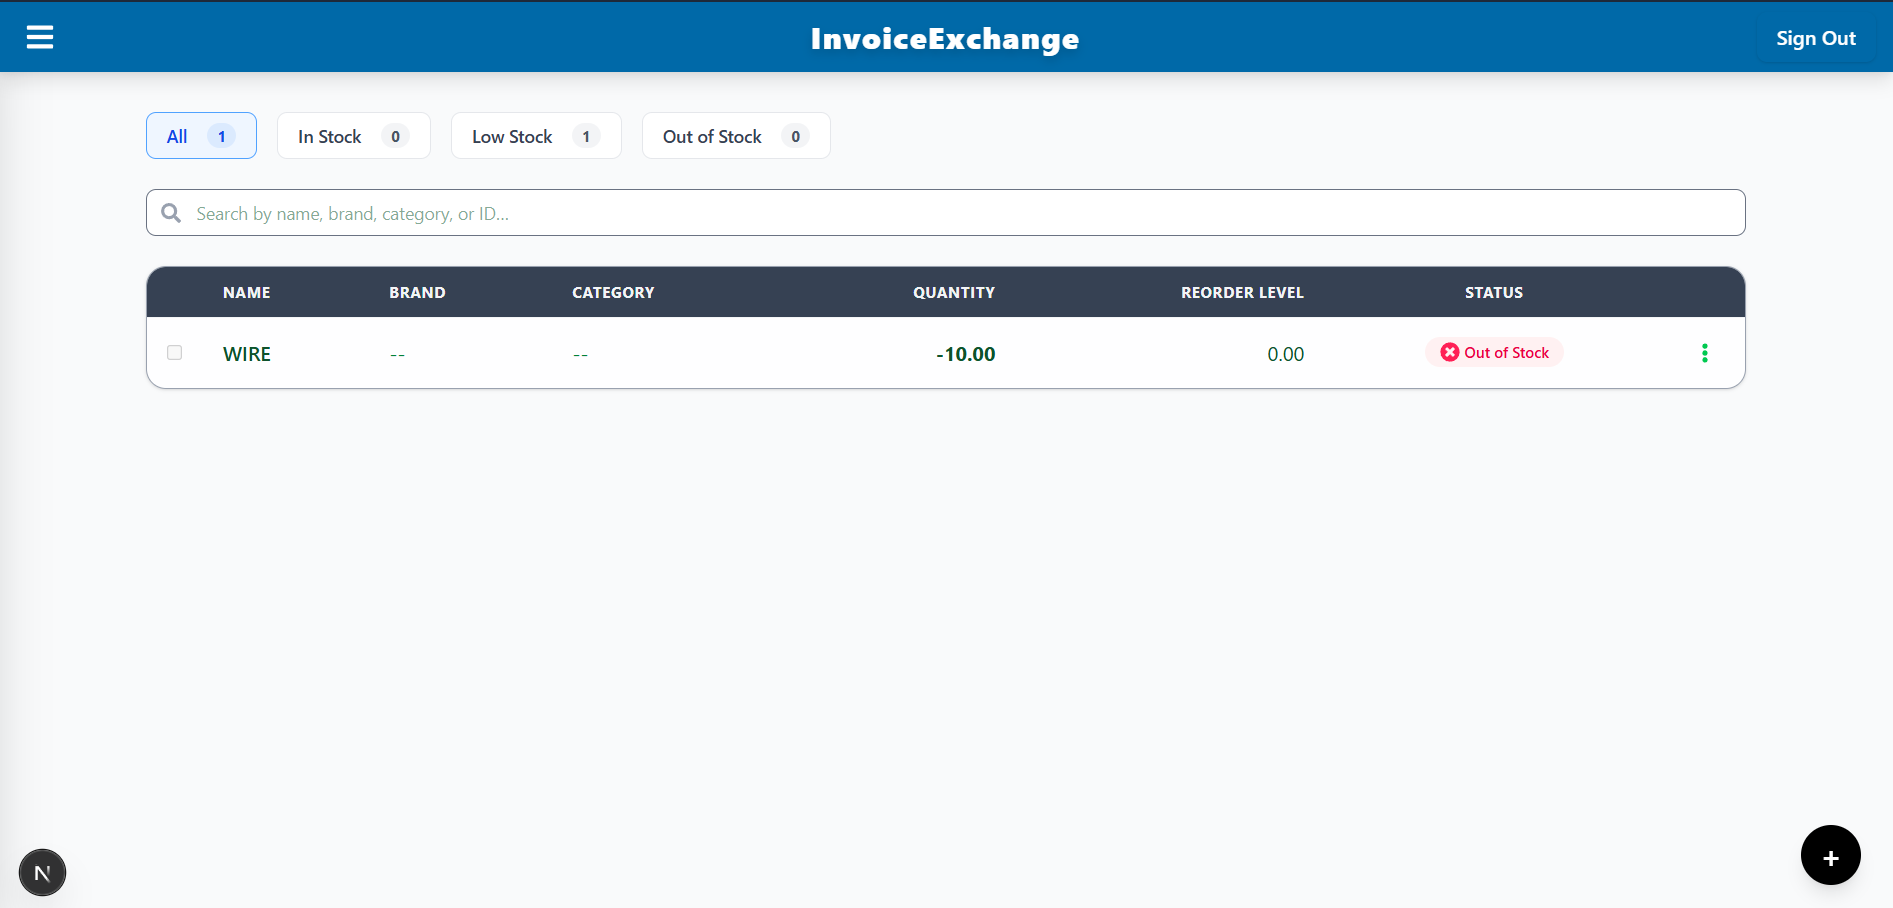 InvoiceExchange
Sign Out
All 1 In Stock 0 Low Stock 1 Out of Stock 0
Search by name, brand, category, or ID...
NAME BRAND CATEGORY QUANTITY REORDER LEVEL STATUS
WIRE -- -- -10.00 0.00 Out of Stock
N
+